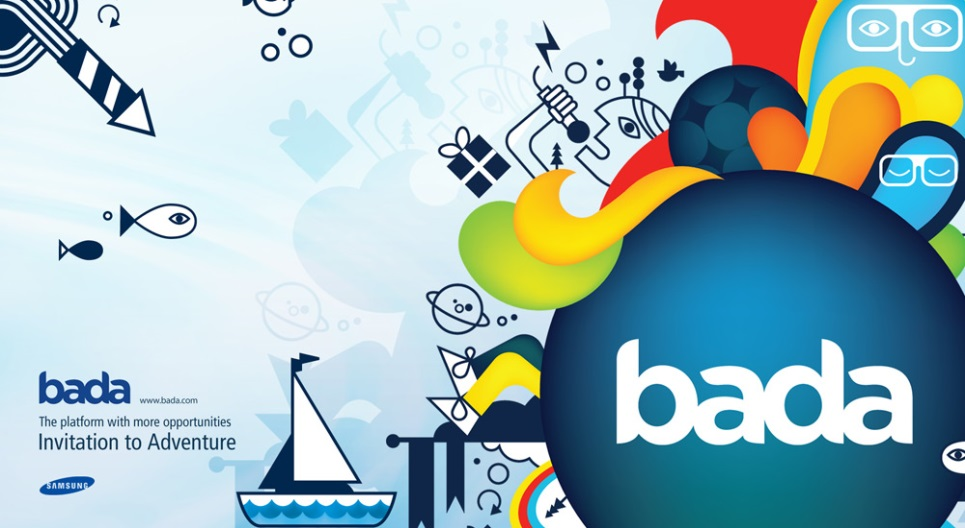 bada www.bada.com
The platform with more opportunities
Invitation to Adventure
SAMSUNG
bada